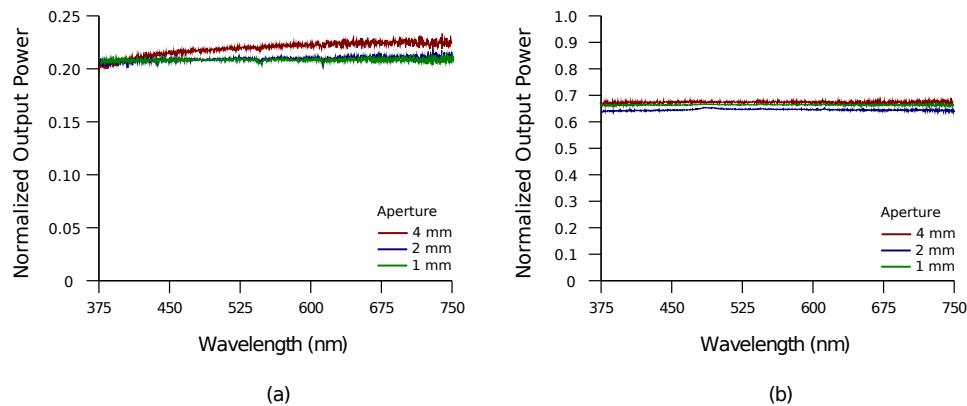 0.25
0.20
0.15
0.10
0.05
0
Normalized Output Power
375 450 525 600 675 750
Wavelength (nm)
Aperture
4 mm
2 mm
1 mm
(a)
1.0
0.9
0.8
0.7
0.6
0.5
0.4
0.3
0.2
0.1
0
Normalized Output Power
375 450 525 600 675 750
Wavelength (nm)
Aperture
4 mm
2 mm
1 mm
(b)